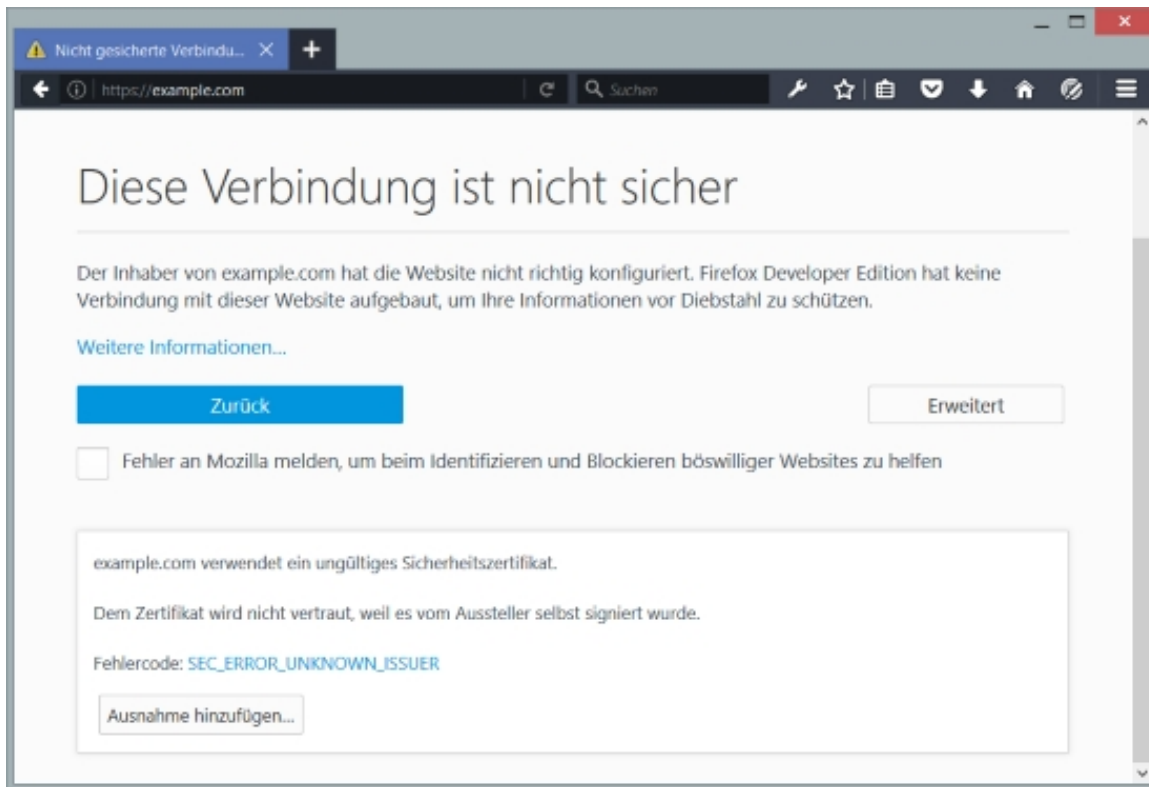 Nicht gesicherte Verbindu...
https://example.com
Suchen
Diese Verbindung ist nicht sicher
Der Inhaber von example.com hat die Website nicht richtig konfiguriert. Firefox Developer Edition hat keine
Verbindung mit dieser Website aufgebaut, um Ihre Informationen vor Diebstahl zu schützen.
Weitere Informationen...
Zurück
Erweitert
Fehler an Mozilla melden, um beim Identifizieren und Blockieren böswilliger Websites zu helfen
example.com verwendet ein ungültiges Sicherheitszertifikat.
Dem Zertifikat wird nicht vertraut, weil es vom Aussteller selbst signiert wurde.
Fehlercode: SEC_ERROR_UNKNOWN_ISSUER
Ausnahme hinzufügen...